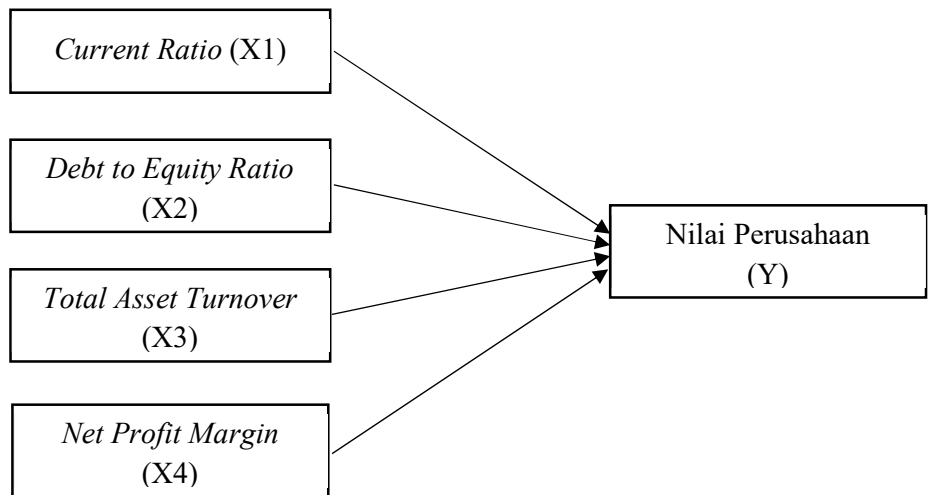 Current Ratio (X1)
Debt to Equity Ratio
(X2)
Total Asset Turnover
(X3)
Net Profit Margin
(X4)
Nilai Perusahaan
(Y)